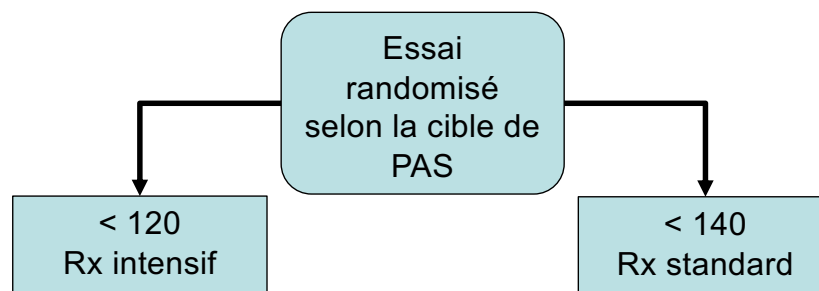 Essai
randomisé
selon la cible de
PAS
< 120
Rx intensif
< 140
Rx standard